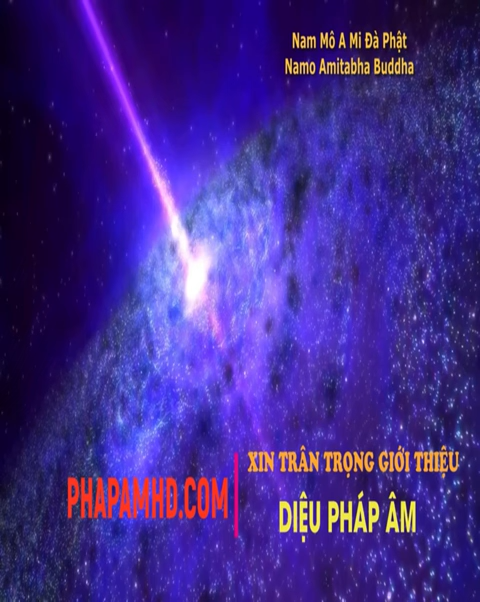 Nam Mô A Mi Đà Phật
Namo Amitabha Buddha
XIN TRÂN TRỌNG GIỚI THIỆU
PHAPAMHD.COM
DIỆU PHÁP ÂM